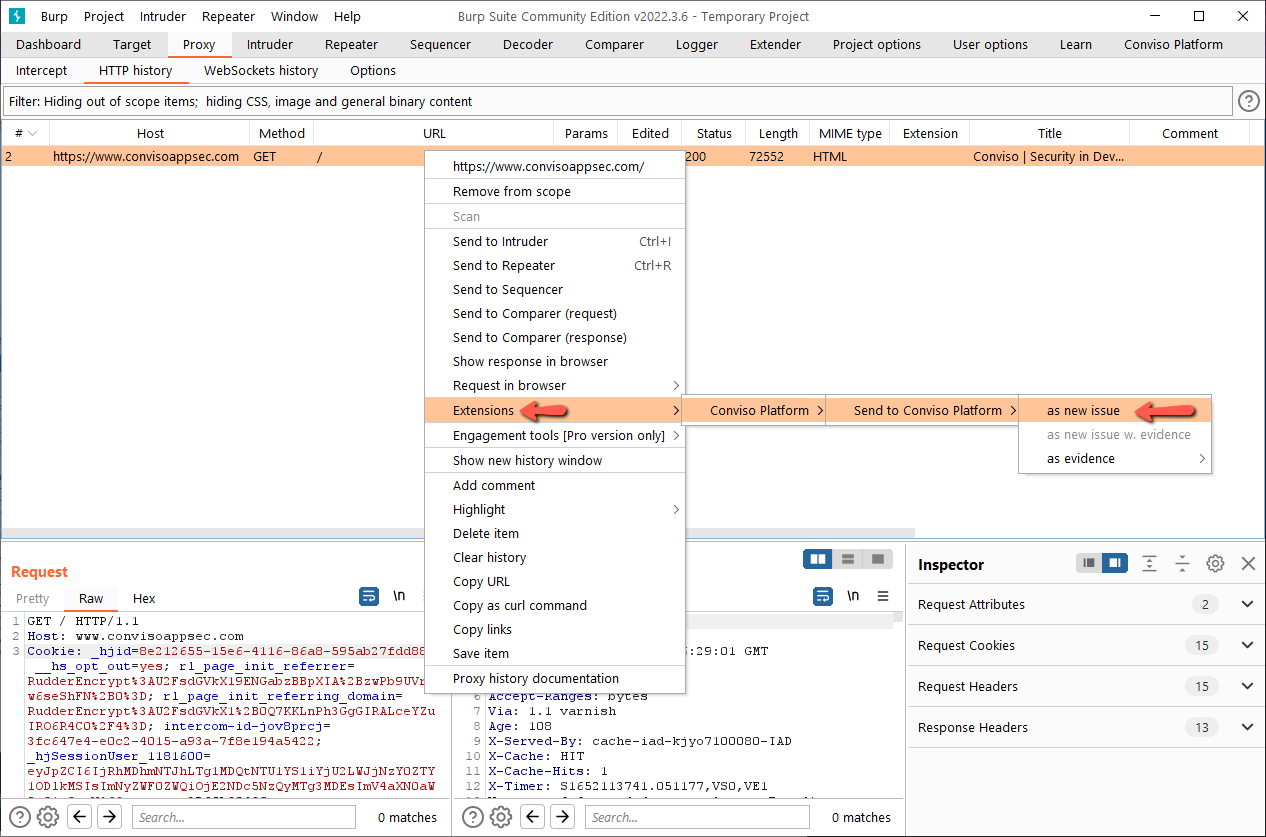 Burp Project Intruder Repeater Window Help Burp Suite Community Edition v2022.3.6 - Temporary Project
Dashboard Target Proxy Intruder Repeater Sequencer Decoder Comparer Logger Extender Project options User options Learn Conviso Platform
Intercept HTTP history WebSockets history Options
Filter: Hiding out of scope items; hiding CSS, image and general binary content ?
# Host Method URL Params Edited Status Length MIME type Extension Title Comment
2 https://www.convisoappsec.com GET / 200 72552 HTML Conviso | Security in Dev...
https://www.convisoappsec.com/
Remove from scope
Scan
Send to Intruder Ctrl+I
Send to Repeater Ctrl+R
Send to Sequencer
Send to Comparer (request)
Send to Comparer (response)
Show response in browser
Request in browser
Extensions Conviso Platform Send to Conviso Platform as new issue
as new issue w. evidence
as evidence
Engagement tools [Pro version only]
Show new history window
Add comment
Highlight
Delete item
Clear history
Copy URL
Copy as curl command
Copy links
Save item
Proxy history documentation
Request
Pretty Raw Hex \n
1 GET / HTTP/1.1
2 Host: www.convisoappsec.com
3 Cookie: _hjid=8e212655-15e6-4116-86a8-595ab27fdd88
__hs_opt_out=yes; rl_page_init_referrer=
RudderEncrypt%3AU2FsdGVkX19ENGabzBBpXIA%2BzwPb9UVr
w6seShFN%2B0%3D; rl_page_init_referring_domain=
RudderEncrypt%3AU2FsdGVkX1%2B0Q7KKLnPh3GgGIRALceYZu
IRO6R4C0%2F4%3D; intercom-id-jov8prcj=
3fc647e4-e0c2-4015-a93a-7f8e194a5422;
_hjSessionUser_1181600=
eyJpZCI6IjRhMDhmNTJhLTg1MDQtNTU1YS1iYjU2LWJjNzY0ZTY
1ODlkMSIsImNyZWF0ZWQiOjE2NDc5NzQyMTg3MDEsImV4aXN0aW
\n
:29:01 GMT
6 Accept-Ranges: bytes
7 Via: 1.1 varnish
8 Age: 108
9 X-Served-By: cache-iad-kjyo7100080-IAD
10 X-Cache: HIT
11 X-Cache-Hits: 1
12 X-Timer: S1652113741.051177,VS0,VE1
Inspector
Request Attributes 2
Request Cookies 15
Request Headers 15
Response Headers 13
? Search... 0 matches
? Search... 0 matches